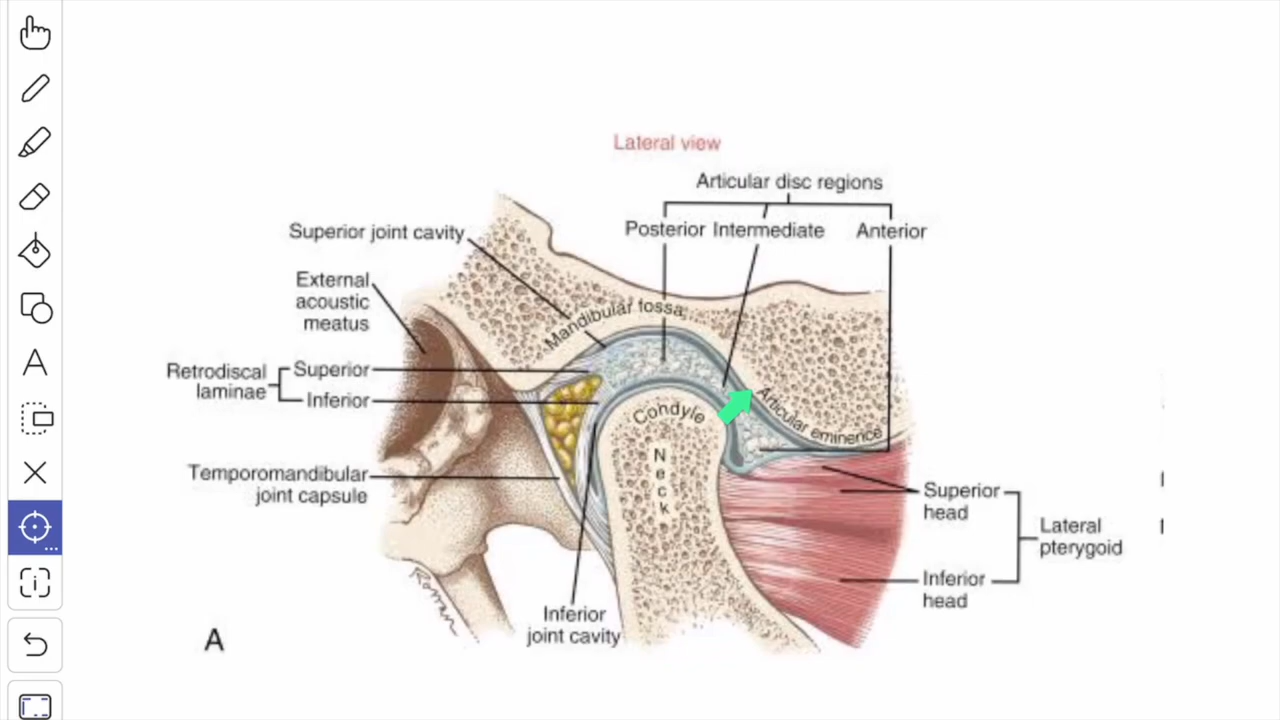 Lateral view
Articular disc regions
Posterior Intermediate Anterior
Superior joint cavity
External
acoustic
meatus
Mandibular fossa
Retrodiscal
laminae
Superior
Inferior
Articular eminence
Condyle
Neck
Temporomandibular
joint capsule
Superior
head
Lateral
pterygoid
Inferior
head
Inferior
joint cavity
Roman
A
A